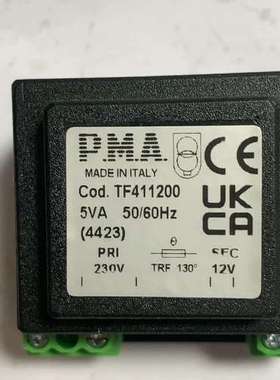 P.M.A.
MADE IN ITALY
CE
Cod. TF411200
5VA 50/60Hz
(4423)
UK
CA
PRI SEC
230V TRF 130° 12V